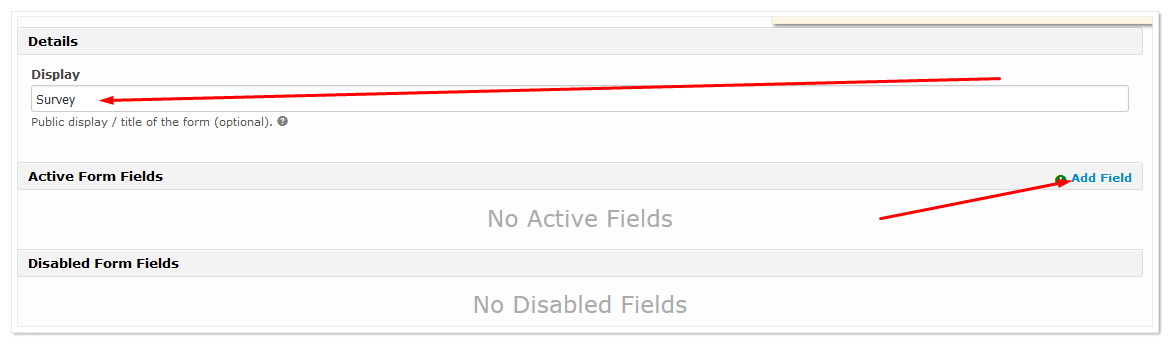 Details
Display
Survey
Public display / title of the form (optional).
Active Form Fields
Add Field
No Active Fields
Disabled Form Fields
No Disabled Fields